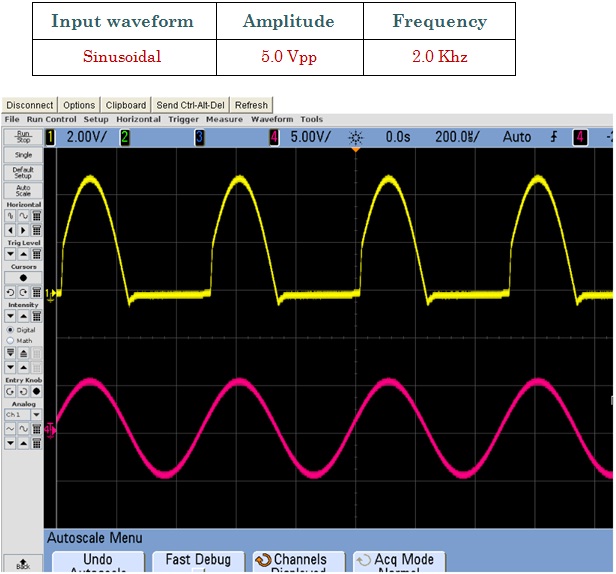 Input waveform Amplitude Frequency
Sinusoidal 5.0 Vpp 2.0 Khz
Disconnect Options Clipboard Send Ctrl-Alt-Del Refresh
File Run Control Setup Horizontal Trigger Measure Waveform Tools
Run Stop
1 2.00V/ 2 3 4 5.00V/ 0.0s 200.0s/ Auto 4
Single
Default Setup
Auto Scale
Horizontal
Trig Level
Cursors
Intensity
Digital
Math
Entry Knob
Analog
Ch 1
Autoscale Menu
Back
Undo Fast Debug Channels Acq Mode
Autoscale Displayed Normal